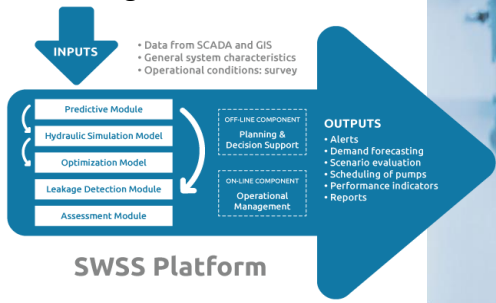 INPUTS
• Data from SCADA and GIS
• General system characteristics
• Operational conditions: survey
Predictive Module
Hydraulic Simulation Model
Optimization Model
Leakage Detection Module
Assessment Module
OFF-LINE COMPONENT
Planning &
Decision Support
ON-LINE COMPONENT
Operational
Management
OUTPUTS
• Alerts
• Demand forecasting
• Scenario evaluation
• Scheduling of pumps
• Performance indicators
• Reports
SWSS Platform